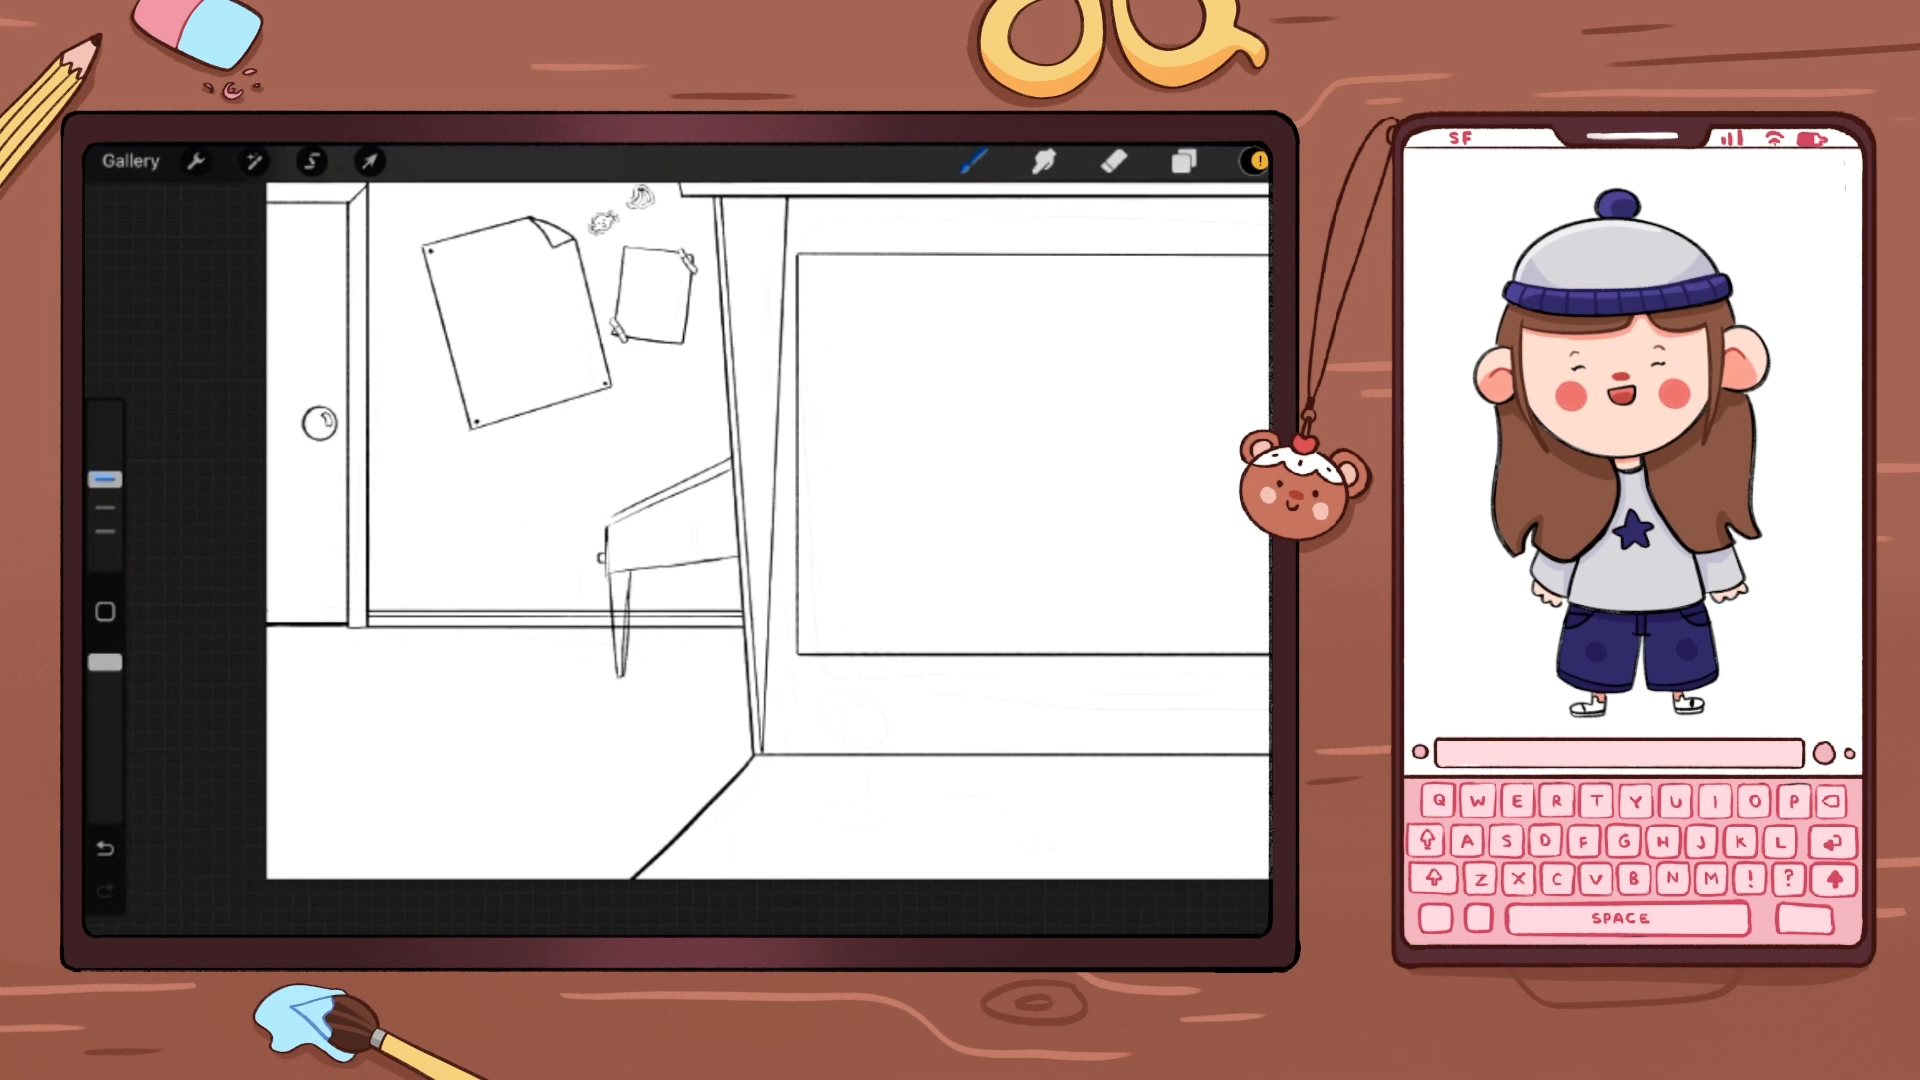 Gallery
SF
Q W E R T Y U I O P
A S D F G H J K L
Z X C V B N M ! ?
SPACE